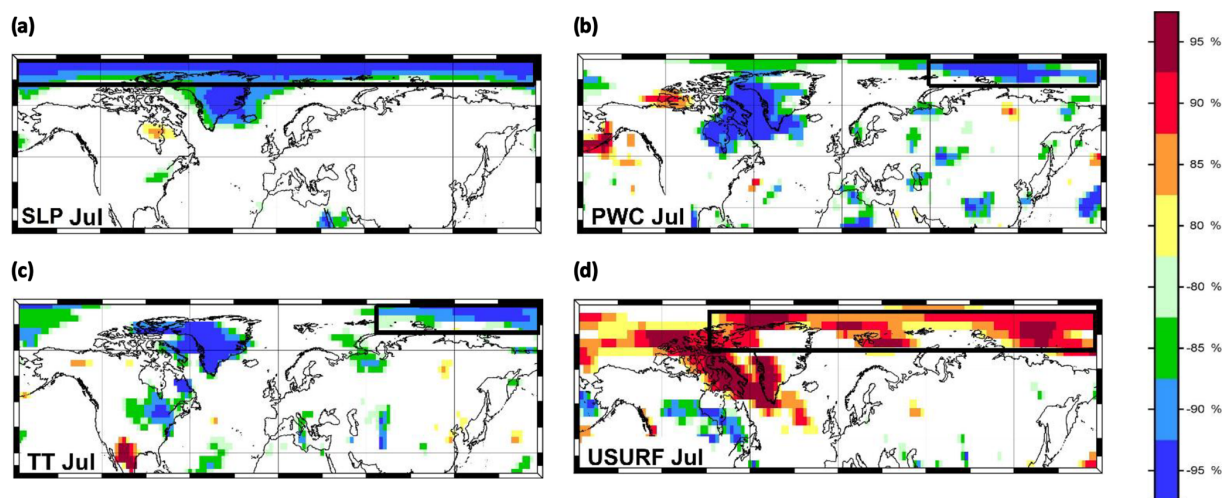 (a)
SLP Jul
(b)
PWC Jul
(c)
TT Jul
(d)
USURF Jul
95 %
90 %
85 %
80 %
-80 %
-85 %
-90 %
-95 %